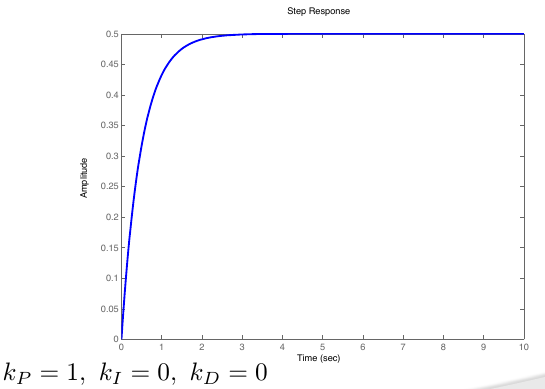 Step Response
0.5
0.45
0.4
0.35
0.3
0.25
0.2
0.15
0.1
0.05
0
Amplitude
0 1 2 3 4 5 6 7 8 9 10
Time (sec)
k_P = 1, k_I = 0, k_D = 0